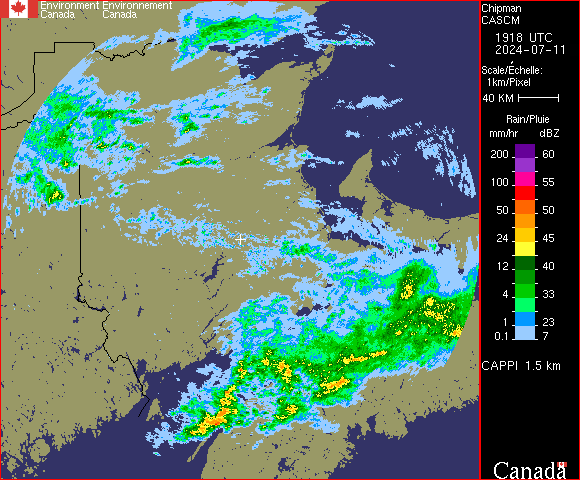 Environment Environnement
Canada Canada
Chipman
CASCM
1918 UTC
2024-07-11
Scale/Échelle:
1km/Pixel
40 KM
Rain/Pluie
mm/hr dBZ
200 60
100 55
50 50
24 45
12 40
4 33
1 23
0.1 7
CAPPI 1.5 km
Canada